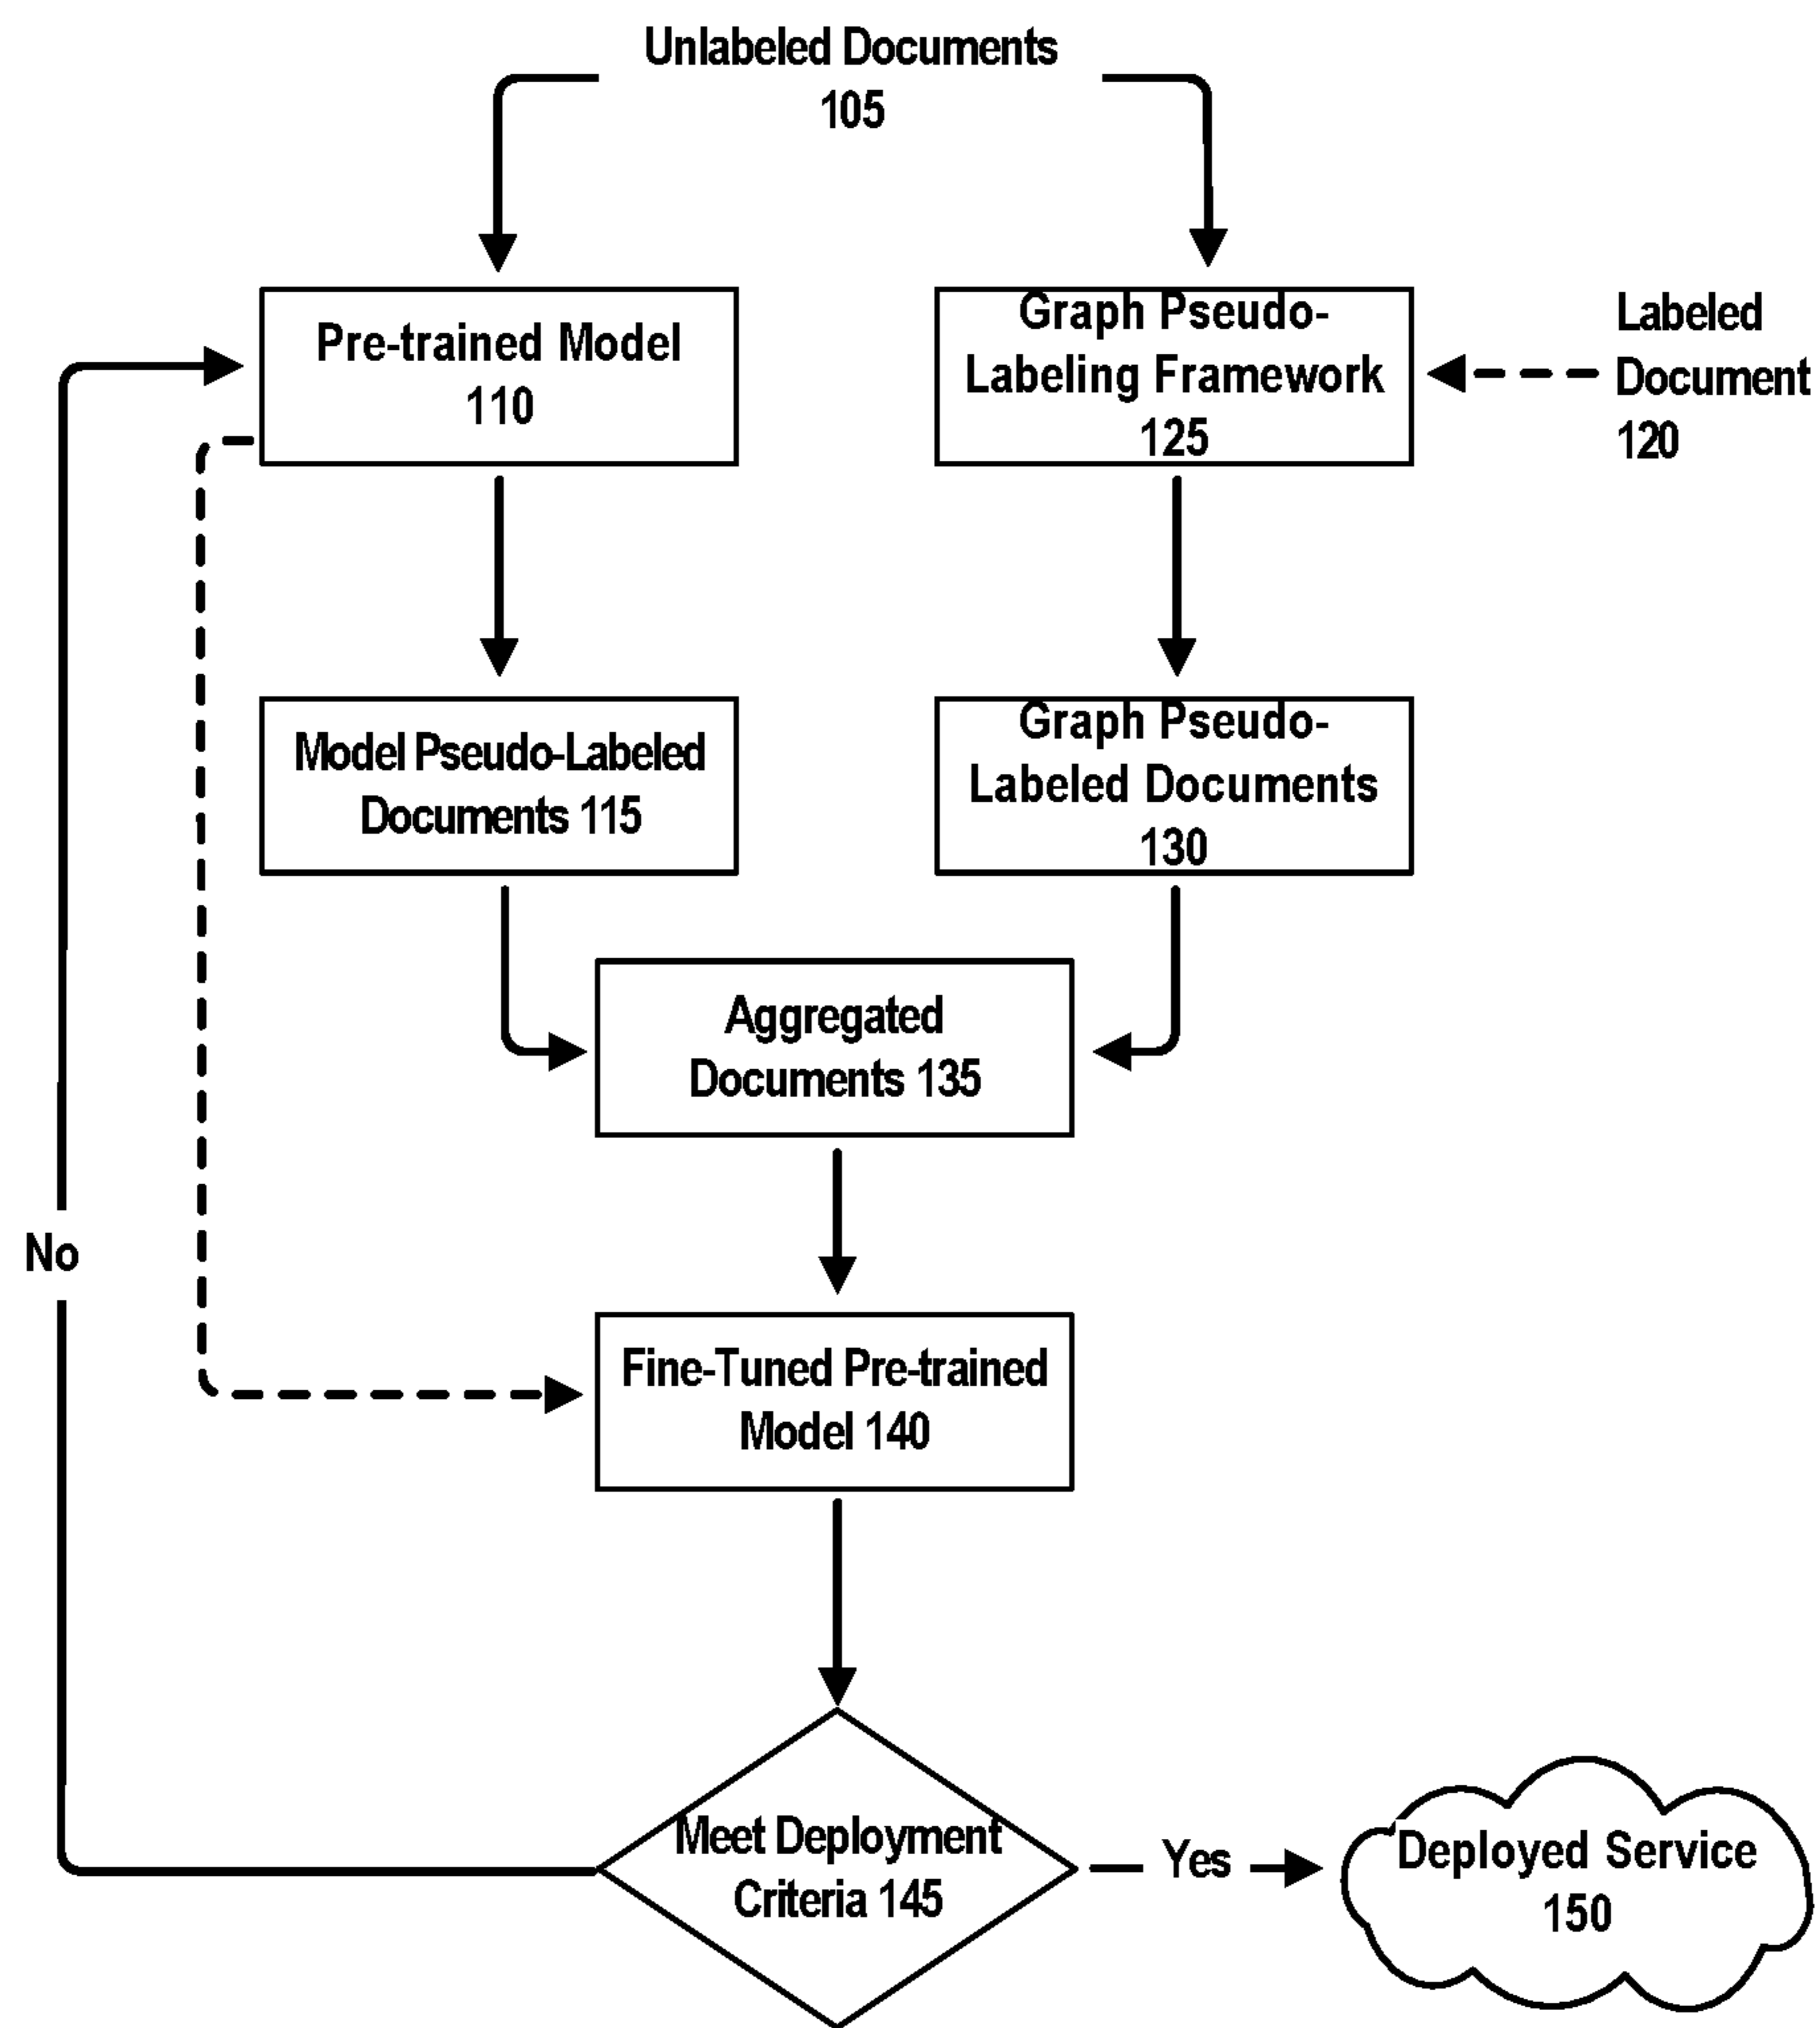 Unlabeled Documents
105
Pre-trained Model
110
Graph Pseudo-
Labeling Framework
125
Labeled
Document
120
Model Pseudo-Labeled
Documents 115
Graph Pseudo-
Labeled Documents
130
Aggregated
Documents 135
No
Fine-Tuned Pre-trained
Model 140
Meet Deployment
Criteria 145
Yes
Deployed Service
150